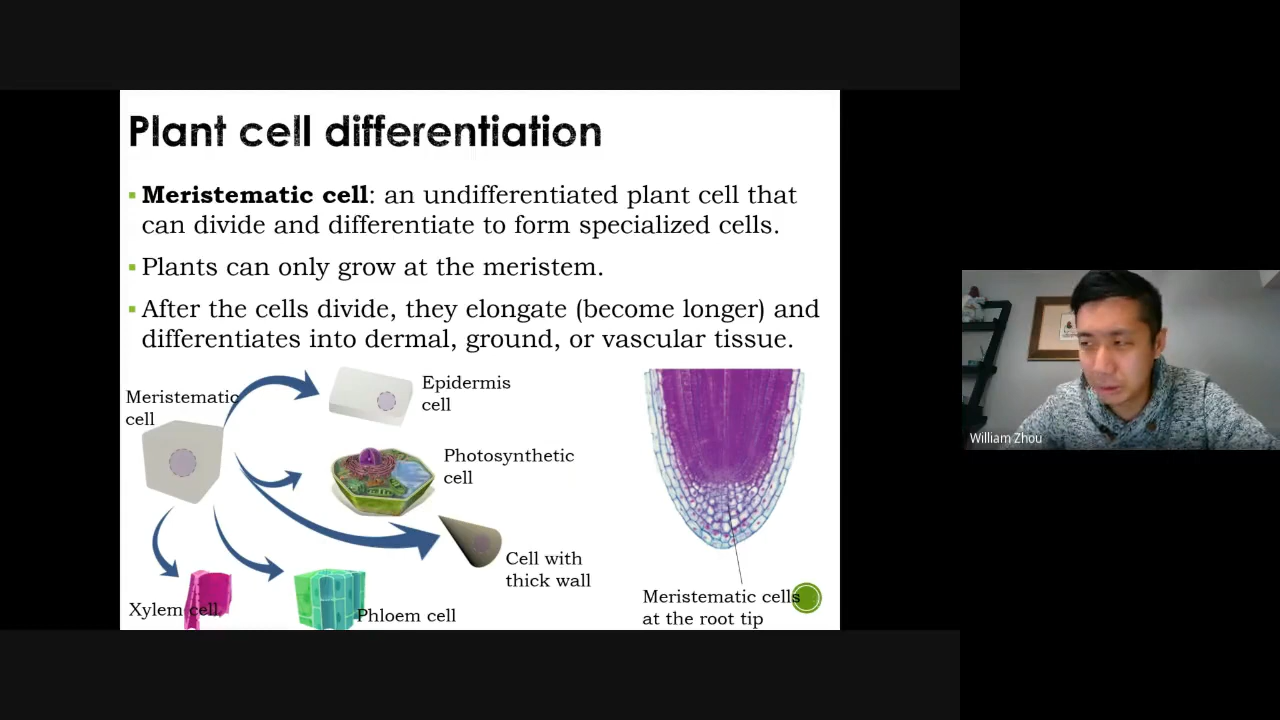 Plant cell differentiation
Meristematic cell: an undifferentiated plant cell that
can divide and differentiate to form specialized cells.
Plants can only grow at the meristem.
After the cells divide, they elongate (become longer) and
differentiates into dermal, ground, or vascular tissue.
Meristematic
cell
Epidermis
cell
Photosynthetic
cell
Cell with
thick wall
Xylem cell
Phloem cell
Meristematic cells
at the root tip
William Zhou